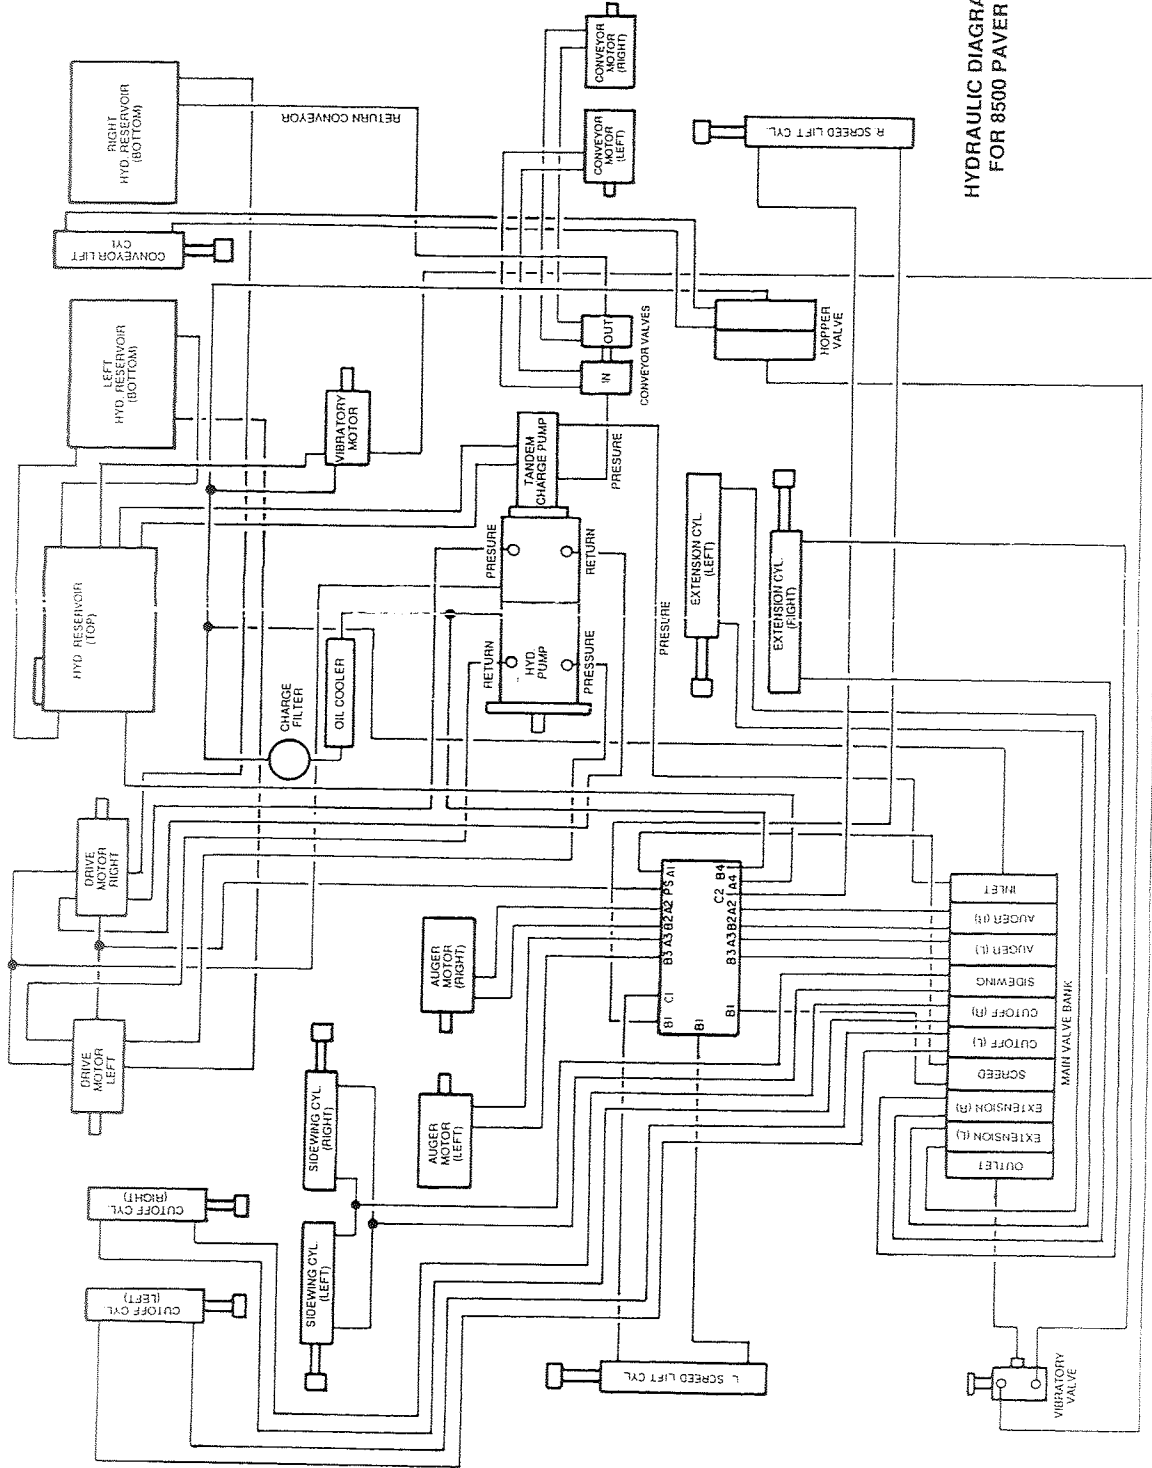 HYDRAULIC DIAGRA
FOR 8500 PAVER
RIGHT
HYD. RESERVOIR
(BOTTOM)
RETURN CONVEYOR
CONVEYOR
MOTOR
(RIGHT)
CONVEYOR
MOTOR
(LEFT)
R SCREED LIFT CYL.
CONVEYOR LIFT
CYL
LEFT
HYD. RESERVOIR
(BOTTOM)
VIBRATORY
MOTOR
OUT
IN
CONVEYOR VALVES
HOPPER
VALVE
TANDEM
CHARGE PUMP
PRESURE
HYD RESERVOIR
(TOP)
PRESURE
RETURN
RETURN
HYD.
PUMP
PRESSURE
PRESURE
EXTENSION CYL.
(LEFT)
EXTENSION CYL.
(RIGHT)
CHARGE
FILTER
OIL COOLER
DRIVE
MOTOR
RIGHT
DRIVE
MOTOR
LEFT
AUGER
MOTOR
(RIGHT)
AUGER
MOTOR
(LEFT)
B1 C1 B3 A3 B2 A2 PS A1
B1
B1 B3 A3 B2 A2 C2 A4 B4
SIDEWING CYL.
(RIGHT)
SIDEWING CYL.
(LEFT)
CUTOFF CYL.
(RIGHT)
CUTOFF CYL.
(LEFT)
L SCREED LIFT CYL.
INLET
AUGER (R)
AUGER (L)
SIDEWING
CUTOFF (R)
CUTOFF (L)
SCREED
EXTENSION (R)
EXTENSION (L)
OUTLET
MAIN VALVE BANK
VIBRATORY
VALVE